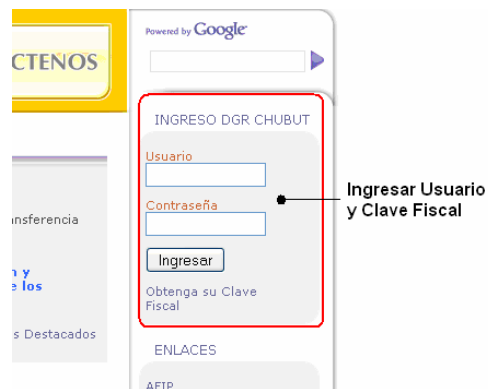 CTENOS
Powered by Google
INGRESO DGR CHUBUT
Usuario
Contraseña
Ingresar
Obtenga su Clave
Fiscal
ENLACES
AFIP
Ingresar Usuario
y Clave Fiscal
nsferencia
n y
e los
s Destacados